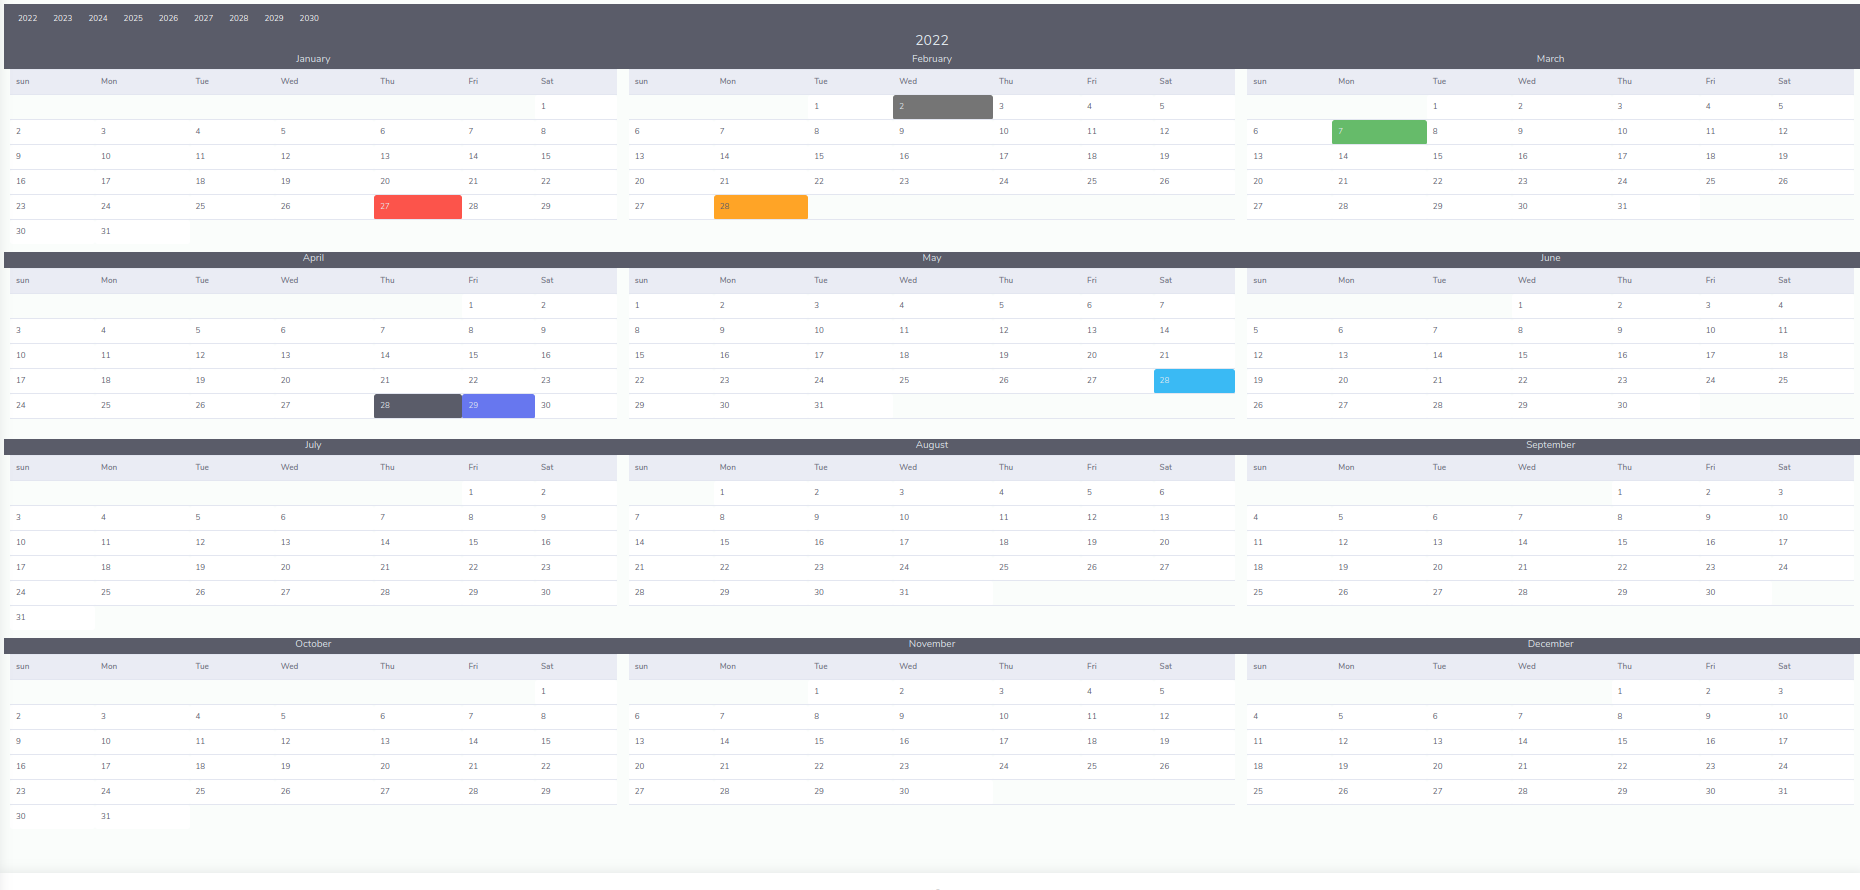 2022 2023 2024 2025 2026 2027 2028 2029 2030
2022
January February March
sun Mon Tue Wed Thu Fri Sat sun Mon Tue Wed Thu Fri Sat sun Mon Tue Wed Thu Fri Sat
1 1 2 3 4 5 1 2 3 4 5
2 3 4 5 6 7 8 6 7 8 9 10 11 12 6 7 8 9 10 11 12
9 10 11 12 13 14 15 13 14 15 16 17 18 19 13 14 15 16 17 18 19
16 17 18 19 20 21 22 20 21 22 23 24 25 26 20 21 22 23 24 25 26
23 24 25 26 27 28 29 27 28 27 28 29 30 31
30 31
April May June
sun Mon Tue Wed Thu Fri Sat sun Mon Tue Wed Thu Fri Sat sun Mon Tue Wed Thu Fri Sat
1 2 1 2 3 4 5 6 7 1 2 3 4
3 4 5 6 7 8 9 8 9 10 11 12 13 14 5 6 7 8 9 10 11
10 11 12 13 14 15 16 15 16 17 18 19 20 21 12 13 14 15 16 17 18
17 18 19 20 21 22 23 22 23 24 25 26 27 28 19 20 21 22 23 24 25
24 25 26 27 28 29 30 29 30 31 26 27 28 29 30
July August September
sun Mon Tue Wed Thu Fri Sat sun Mon Tue Wed Thu Fri Sat sun Mon Tue Wed Thu Fri Sat
1 2 1 2 3 4 5 6 1 2 3
3 4 5 6 7 8 9 7 8 9 10 11 12 13 4 5 6 7 8 9 10
10 11 12 13 14 15 16 14 15 16 17 18 19 20 11 12 13 14 15 16 17
17 18 19 20 21 22 23 21 22 23 24 25 26 27 18 19 20 21 22 23 24
24 25 26 27 28 29 30 28 29 30 31 25 26 27 28 29 30
31
October November December
sun Mon Tue Wed Thu Fri Sat sun Mon Tue Wed Thu Fri Sat sun Mon Tue Wed Thu Fri Sat
1 1 2 3 4 5 1 2 3
2 3 4 5 6 7 8 6 7 8 9 10 11 12 4 5 6 7 8 9 10
9 10 11 12 13 14 15 13 14 15 16 17 18 19 11 12 13 14 15 16 17
16 17 18 19 20 21 22 20 21 22 23 24 25 26 18 19 20 21 22 23 24
23 24 25 26 27 28 29 27 28 29 30 25 26 27 28 29 30 31
30 31